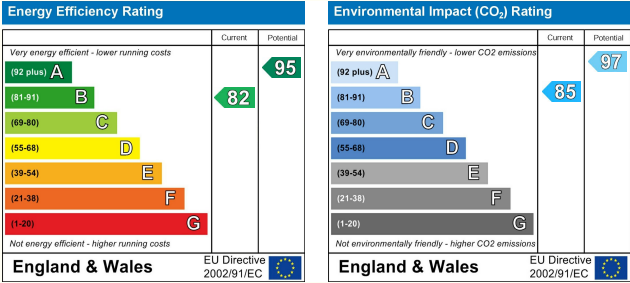 Energy Efficiency Rating
Current Potential
Very energy efficient - lower running costs
(92 plus) A
(81-91) B
(69-80) C
(55-68) D
(39-54) E
(21-38) F
(1-20) G
82
95
Not energy efficient - higher running costs
England & Wales
EU Directive
2002/91/EC
Environmental Impact (CO2) Rating
Current Potential
Very environmentally friendly - lower CO2 emissions
(92 plus) A
(81-91) B
(69-80) C
(55-68) D
(39-54) E
(21-38) F
(1-20) G
85
97
Not environmentally friendly - higher CO2 emissions
England & Wales
EU Directive
2002/91/EC